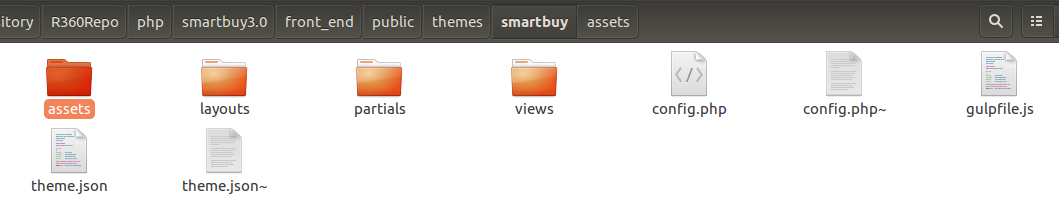 itory R360Repo php smartbuy3.0 front_end public themes smartbuy assets
assets layouts partials views config.php config.php~ gulpfile.js
theme.json theme.json~